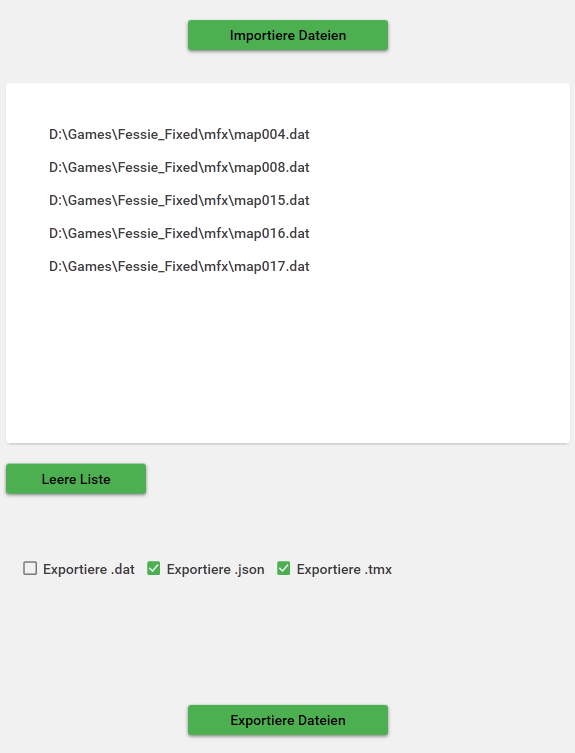 Importiere Dateien
D:\Games\Fessie_Fixed\mfx\map004.dat
D:\Games\Fessie_Fixed\mfx\map008.dat
D:\Games\Fessie_Fixed\mfx\map015.dat
D:\Games\Fessie_Fixed\mfx\map016.dat
D:\Games\Fessie_Fixed\mfx\map017.dat
Leere Liste
Exportiere .dat Exportiere .json Exportiere .tmx
Exportiere Dateien